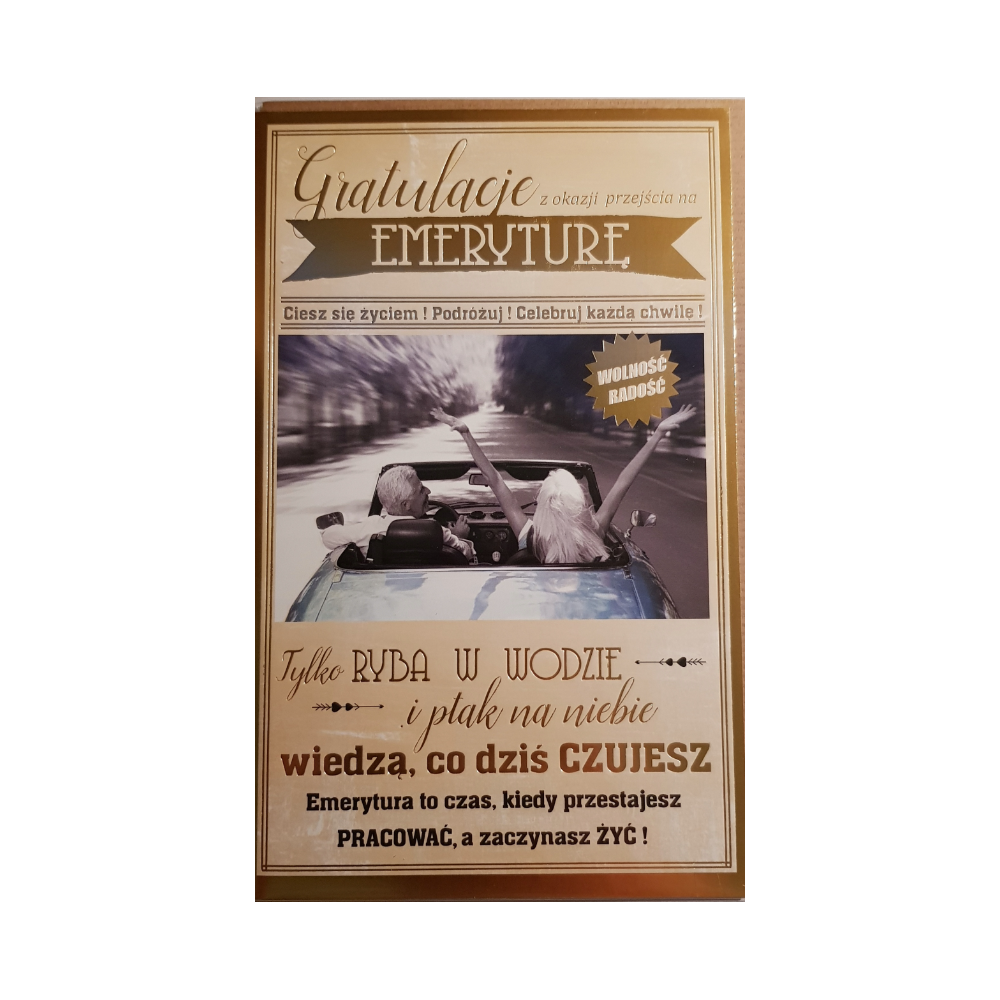 Gratulacje z okazji przejścia na
EMERYTURĘ
Ciesz się życiem ! Podróżuj ! Celebruj każdą chwilę !
WOLNOŚĆ
RADOŚĆ
Tylko RYBA W WODZIE
i ptak na niebie
wiedzą, co dziś CZUJESZ
Emerytura to czas, kiedy przestajesz
PRACOWAĆ, a zaczynasz ŻYĆ !